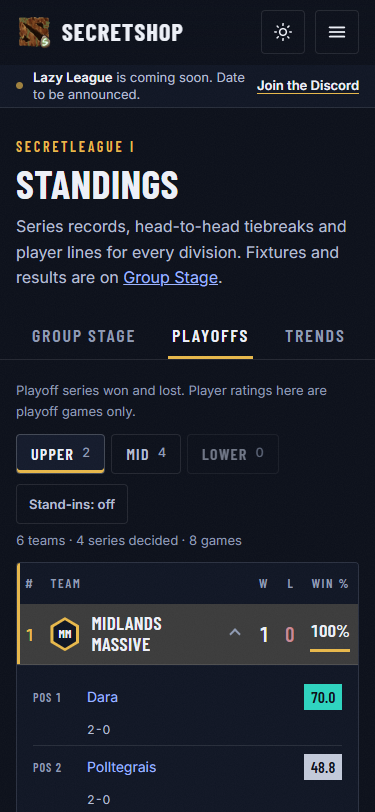 SECRETSHOP
Lazy League is coming soon. Date
to be announced.
Join the Discord
SECRETLEAGUE I
STANDINGS
Series records, head-to-head tiebreaks and
player lines for every division. Fixtures and
results are on Group Stage.
GROUP STAGE PLAYOFFS TRENDS
Playoff series won and lost. Player ratings here are
playoff games only.
UPPER 2 MID 4 LOWER 0
Stand-ins: off
6 teams · 4 series decided · 8 games
# TEAM W L WIN %
1 MM MIDLANDS
MASSIVE 1 0 100%
POS 1 Dara 70.0
2-0
POS 2 Polltegrais 48.8
2-0